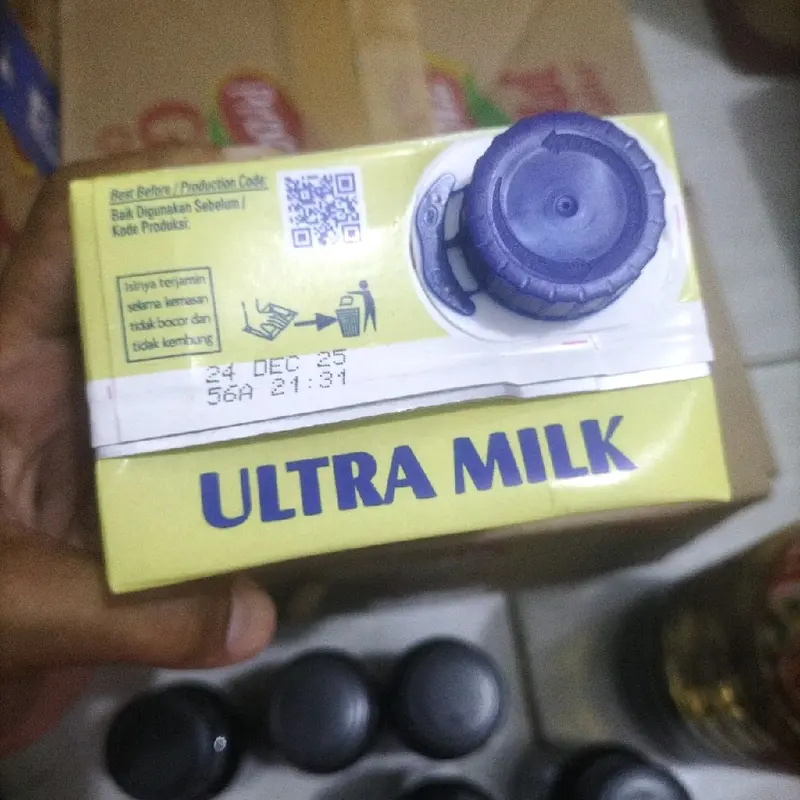 Best Before / Production Code:
Baik Digunakan Sebelum /
Kode Produksi:
Isinya terjamin
selama kemasan
tidak bocor dan
tidak kembung
24 DEC 25
56A 21:31
ULTRA MILK